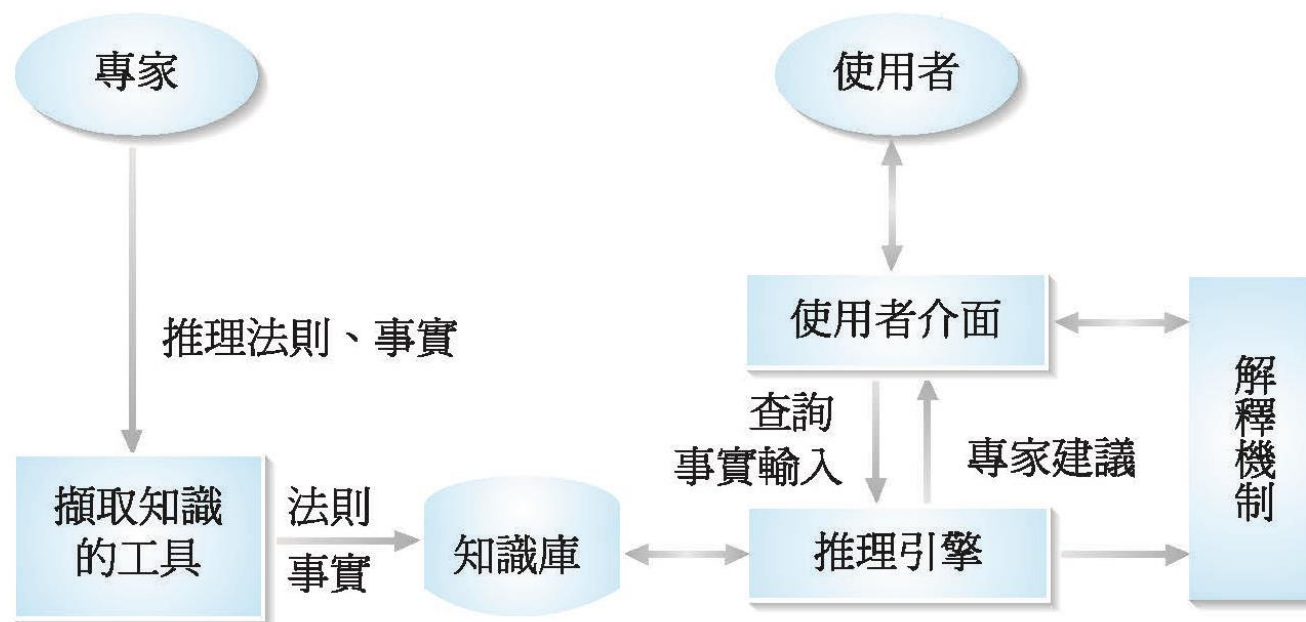 專家
使用者
推理法則、事實
使用者介面
查詢
事實輸入
專家建議
解釋機制
擷取知識
的工具
法則
事實
知識庫
推理引擎